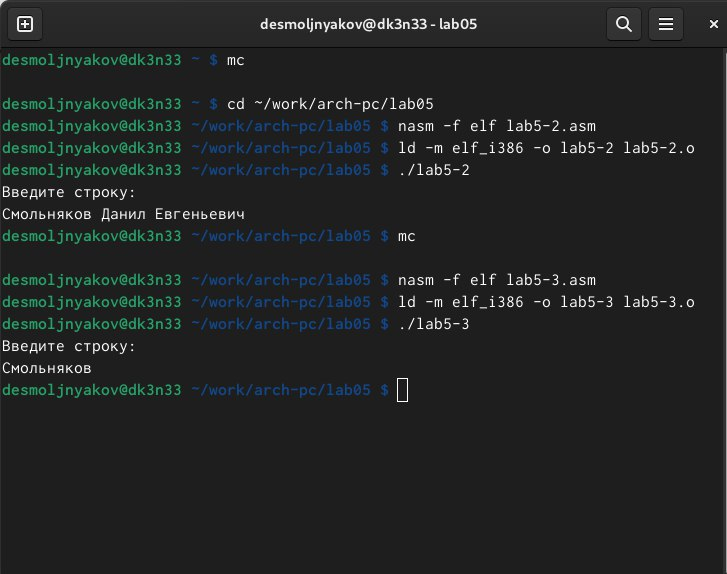 desmoljnyakov@dk3n33 - lab05
desmoljnyakov@dk3n33 ~ $ mc
desmoljnyakov@dk3n33 ~ $ cd ~/work/arch-pc/lab05
desmoljnyakov@dk3n33 ~/work/arch-pc/lab05 $ nasm -f elf lab5-2.asm
desmoljnyakov@dk3n33 ~/work/arch-pc/lab05 $ ld -m elf_i386 -o lab5-2 lab5-2.o
desmoljnyakov@dk3n33 ~/work/arch-pc/lab05 $ ./lab5-2
Введите строку:
Смольняков Данил Евгеньевич
desmoljnyakov@dk3n33 ~/work/arch-pc/lab05 $ mc
desmoljnyakov@dk3n33 ~/work/arch-pc/lab05 $ nasm -f elf lab5-3.asm
desmoljnyakov@dk3n33 ~/work/arch-pc/lab05 $ ld -m elf_i386 -o lab5-3 lab5-3.o
desmoljnyakov@dk3n33 ~/work/arch-pc/lab05 $ ./lab5-3
Введите строку:
Смольняков
desmoljnyakov@dk3n33 ~/work/arch-pc/lab05 $